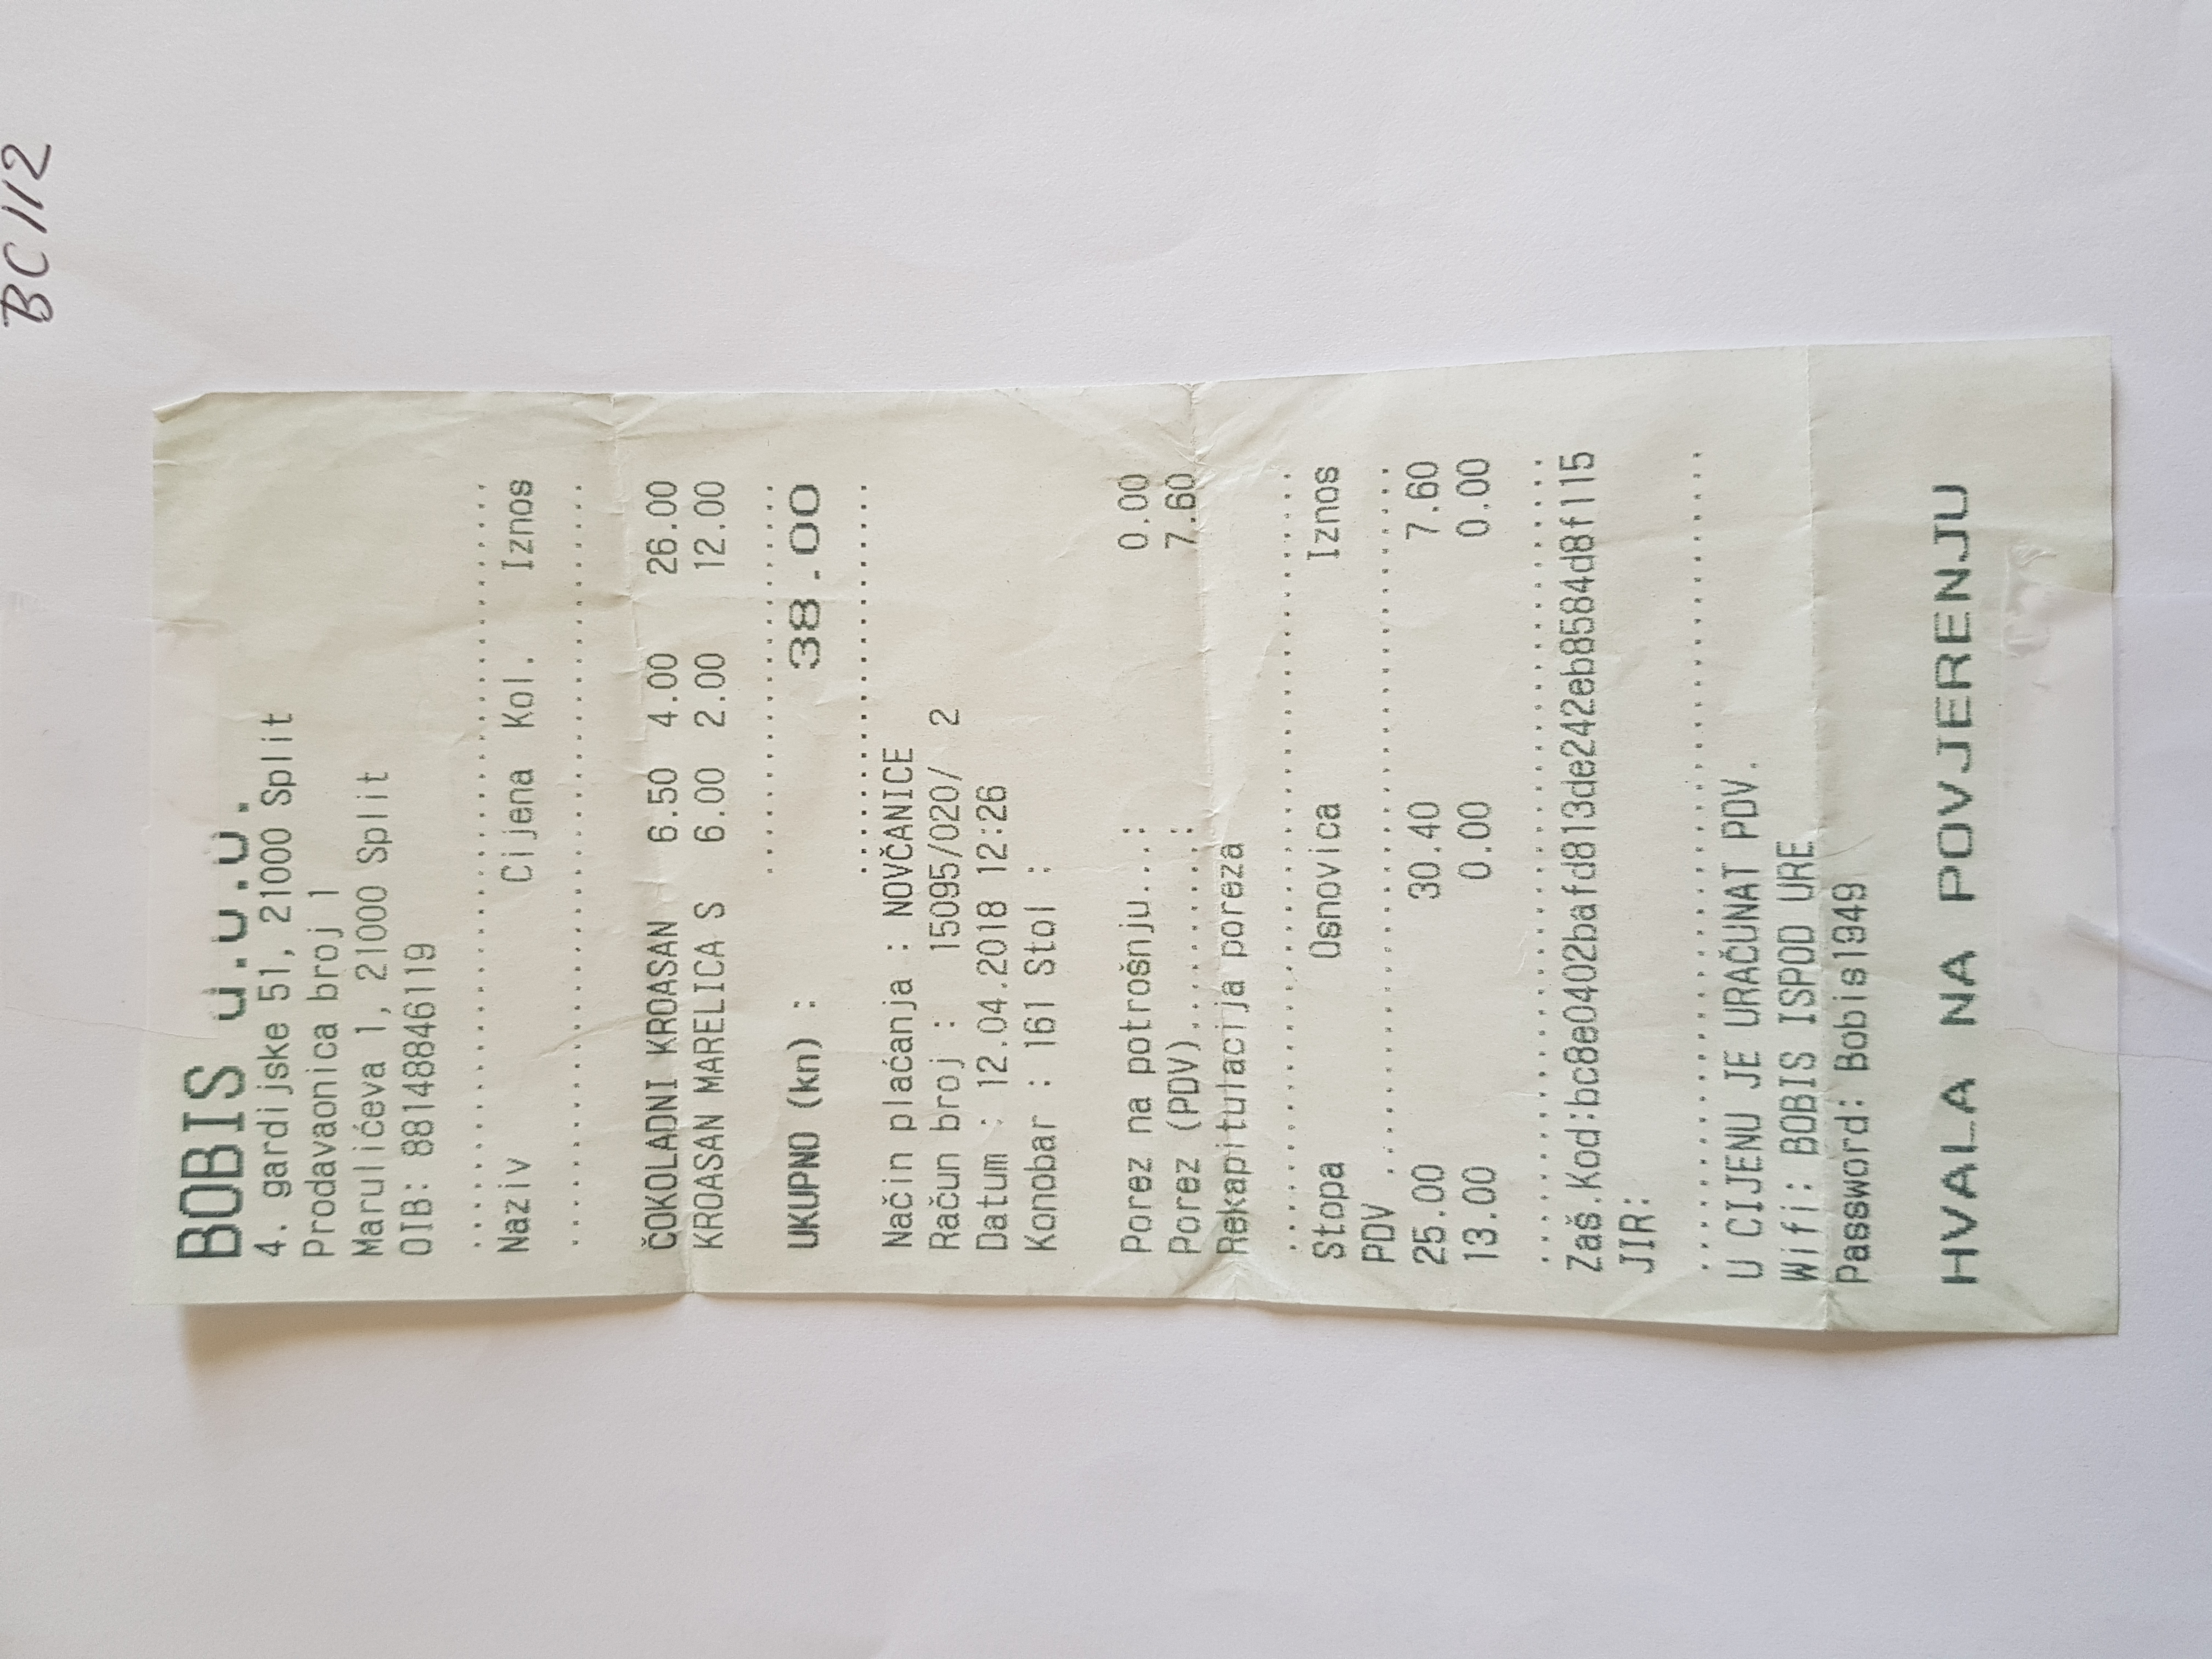 BC112
BOBIS d.o.o.
4. gardijske 51, 21000 Split
Prodavaonica broj 1
Marulićeva 1, 21000 Split
OIB: 88148846119
Naziv Cijena Kol. Iznos
ČOKOLADNI KROASAN 6.50 4.00 26.00
KROASAN MARELICA S 6.00 2.00 12.00
UKUPNO (kn) : 38.00
Način plaćanja : NOVČANICE
Račun broj : 15095/020/ 2
Datum : 12.04.2018 12:26
Konobar : 161 Stol :
Porez na potrošnju...: 0.00
Porez (PDV)..........: 7.60
Rekapitulacija poreza
Stopa Osnovica Iznos
PDV
25.00 30.40 7.60
13.00 0.00 0.00
Zaš.Kod:bc8e0402bafd813de242eb8584d8f115
JIR:
U CIJENU JE URAČUNAT PDV.
Wifi: BOBIS ISPOD URE
Password: Bobis1949
HVALA NA POVJERENJU